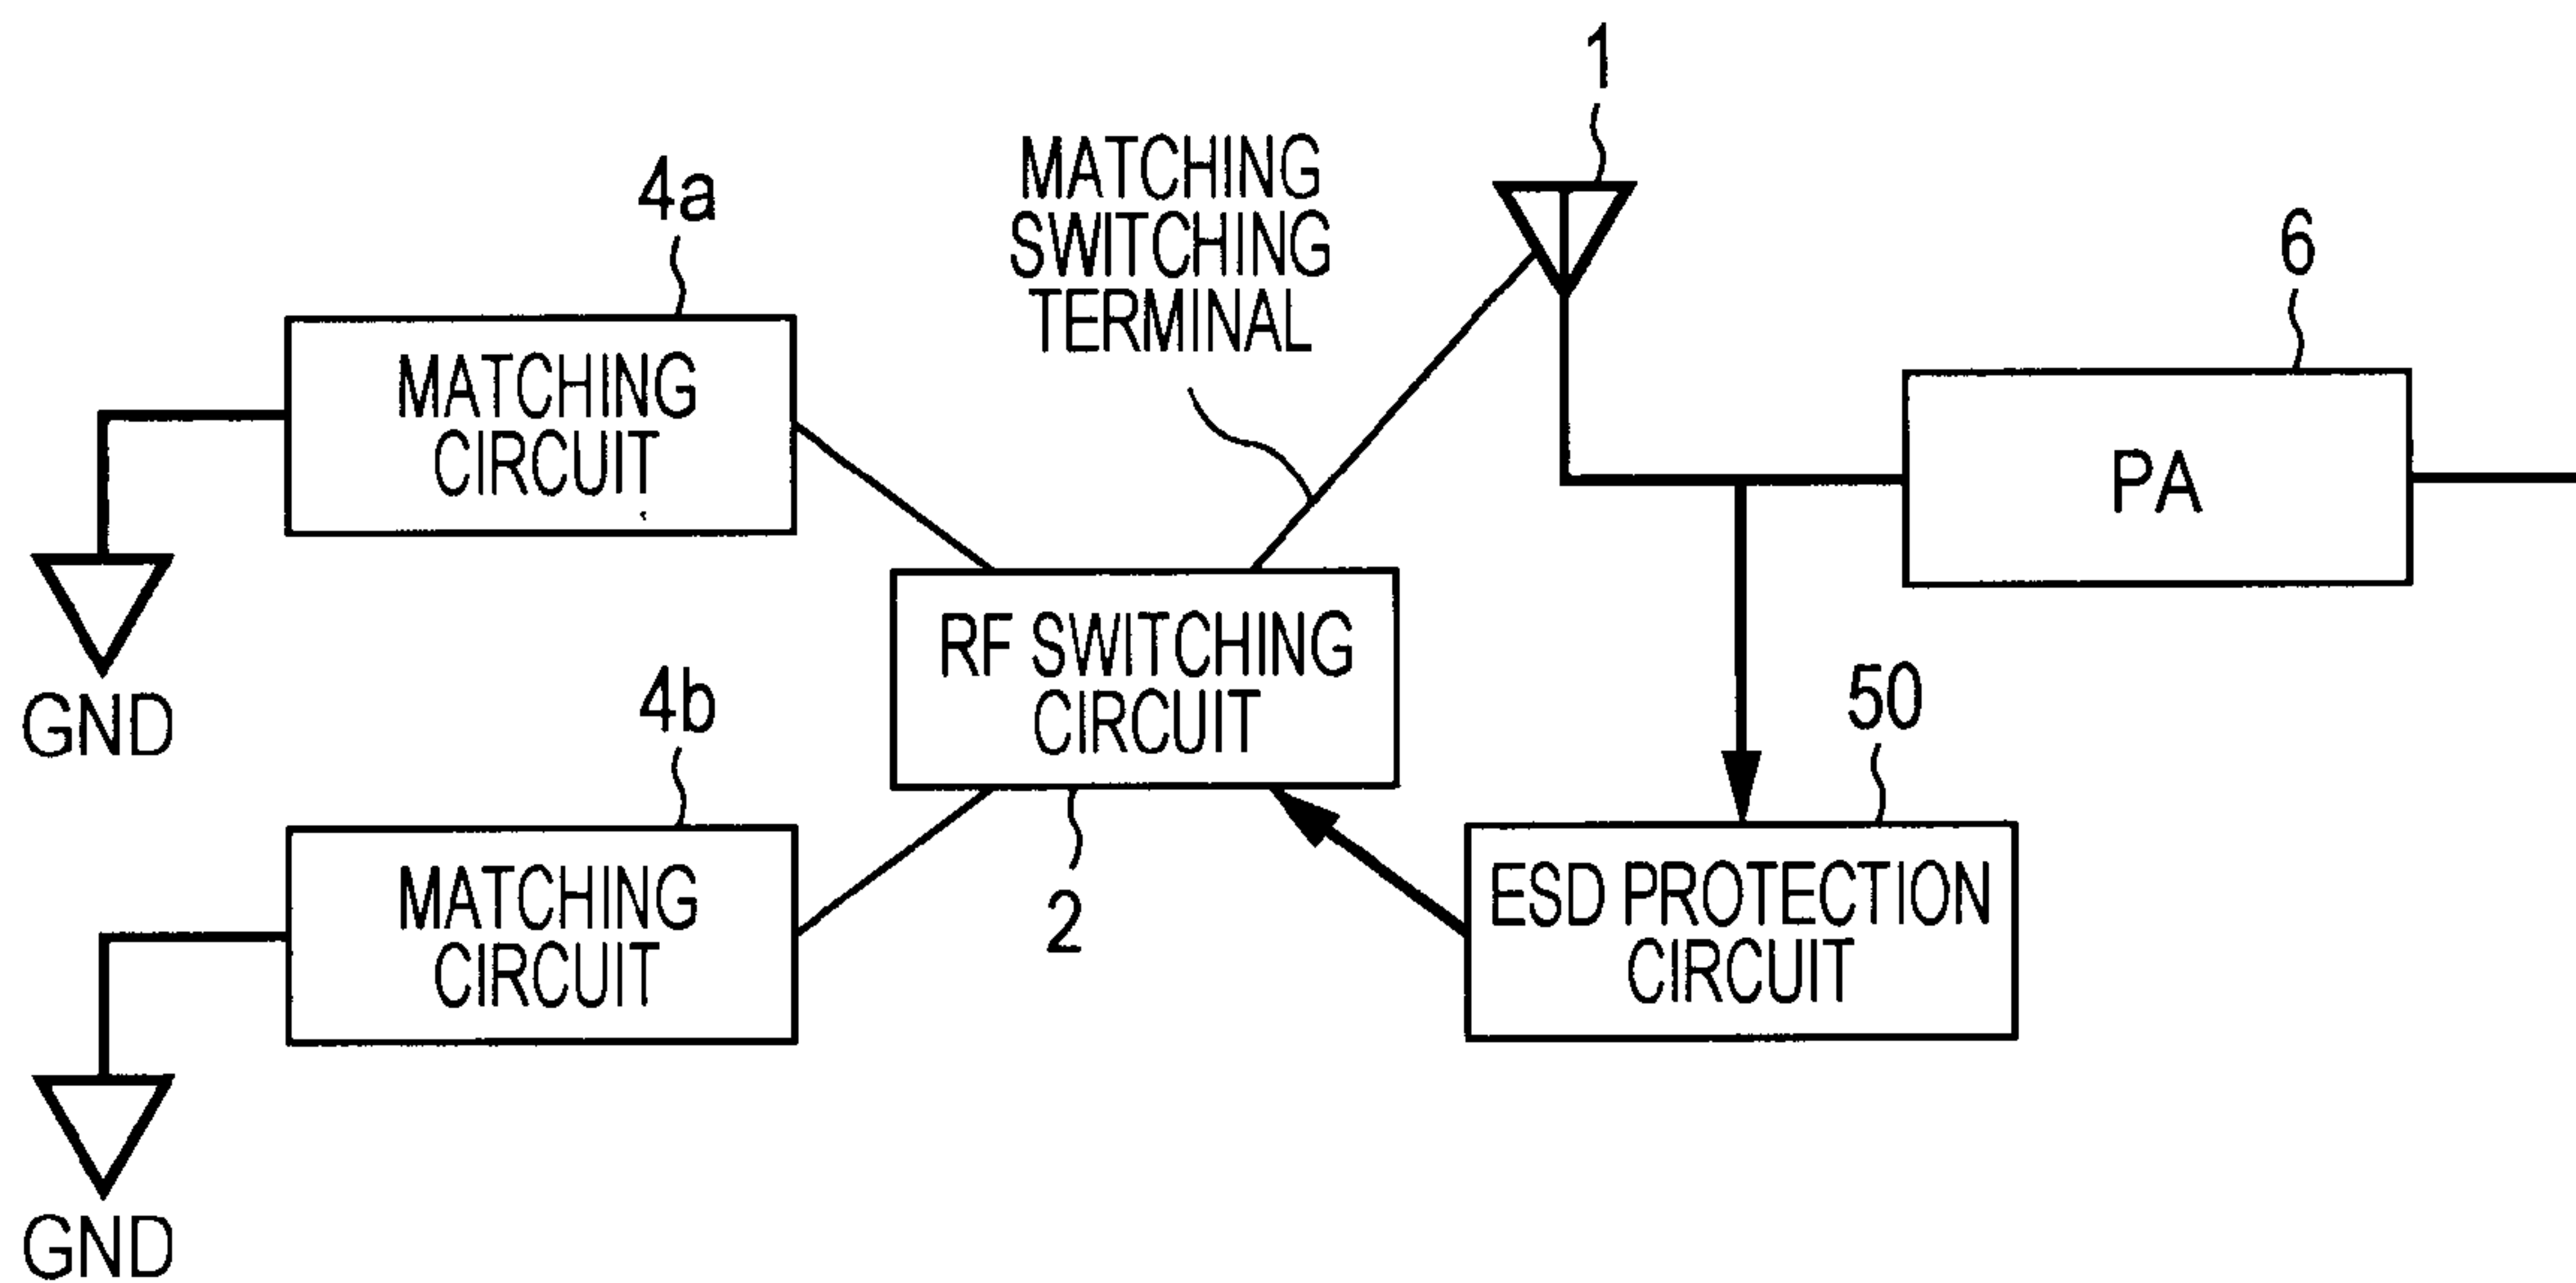 1
MATCHING
SWITCHING
TERMINAL
4a
6
MATCHING
CIRCUIT
PA
GND
RF SWITCHING
CIRCUIT
4b
50
2
MATCHING
CIRCUIT
ESD PROTECTION
CIRCUIT
GND